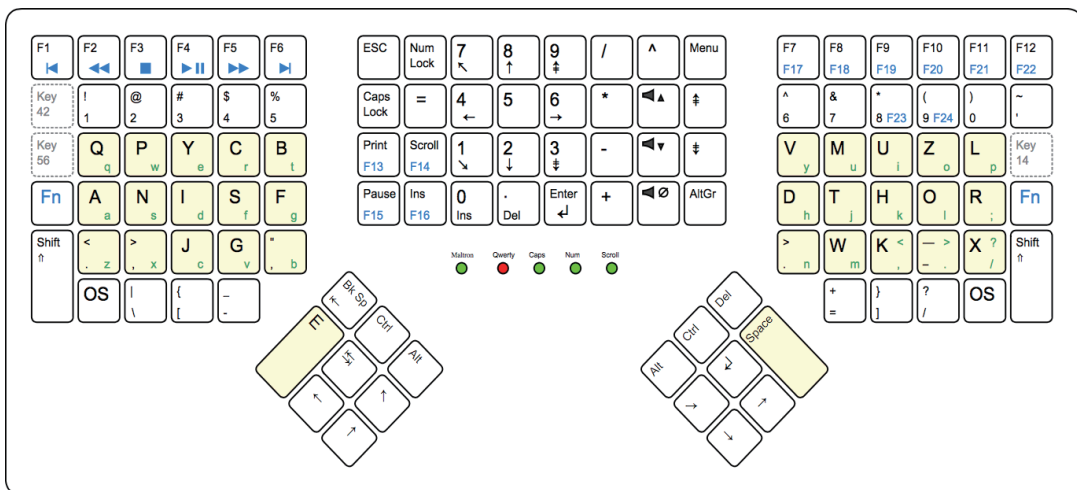 F1 F2 F3 F4 F5 F6 ESC Num Lock 7 8 9 / ^ Menu F7 F8 F9 F10 F11 F12
F17 F18 F19 F20 F21 F22
Key 42 ! 1 @ 2 # 3 $ 4 % 5 Caps Lock = 4 5 6 * ^ 6 & 7 * 8 F23 ( 9 F24 ) 0 ~ '
Key 56 Q q P w Y e C r B t Print F13 Scroll F14 1 2 3 - V y M u U i Z o L p Key 14
Fn A a N s I d S f F g Pause F15 Ins F16 0 Ins . Del Enter + AltGr D h T j H k O l R ; Fn
Shift < . z > , x J c G v " , b > . n W m K < , — > - . X ? / Shift
Maltron Qwerty Caps Num Scroll
OS | \ { [ _ - + = } ] ? / OS
Bk Sp Del
E Ctrl Ctrl Space
Alt Alt